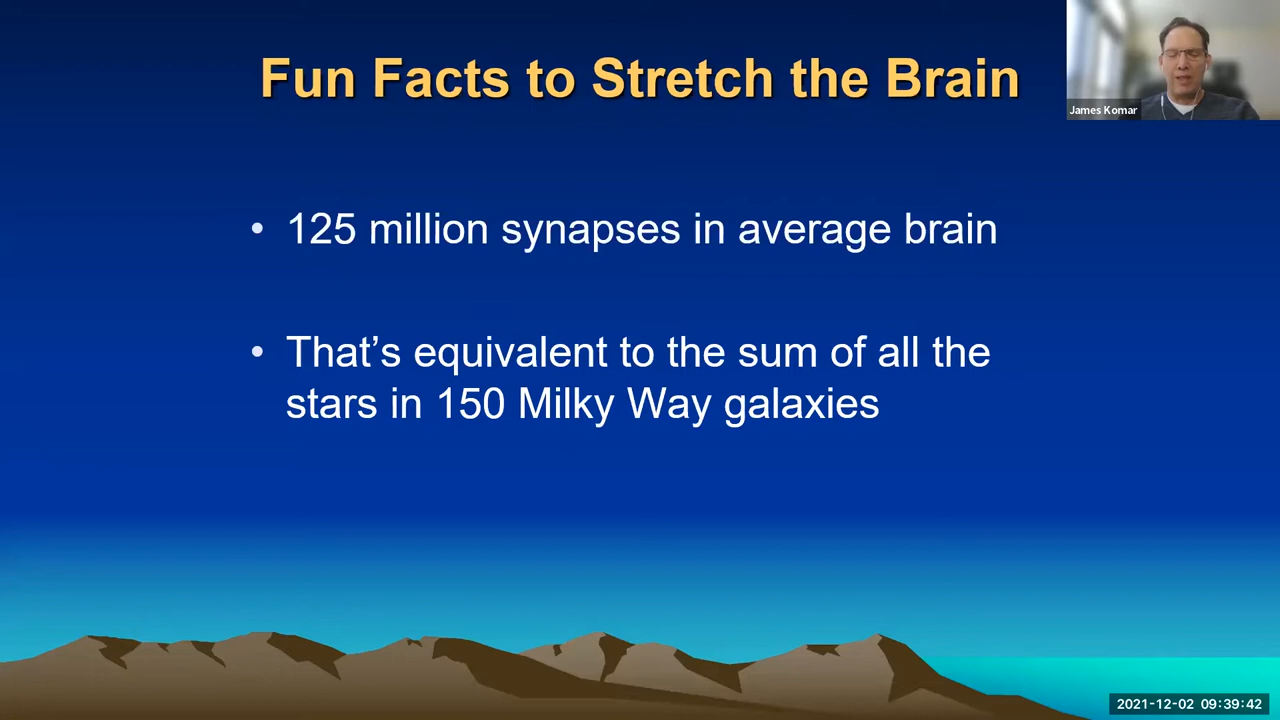 Fun Facts to Stretch the Brain
James Komar
• 125 million synapses in average brain
• That’s equivalent to the sum of all the
stars in 150 Milky Way galaxies
2021-12-02 09:39:42